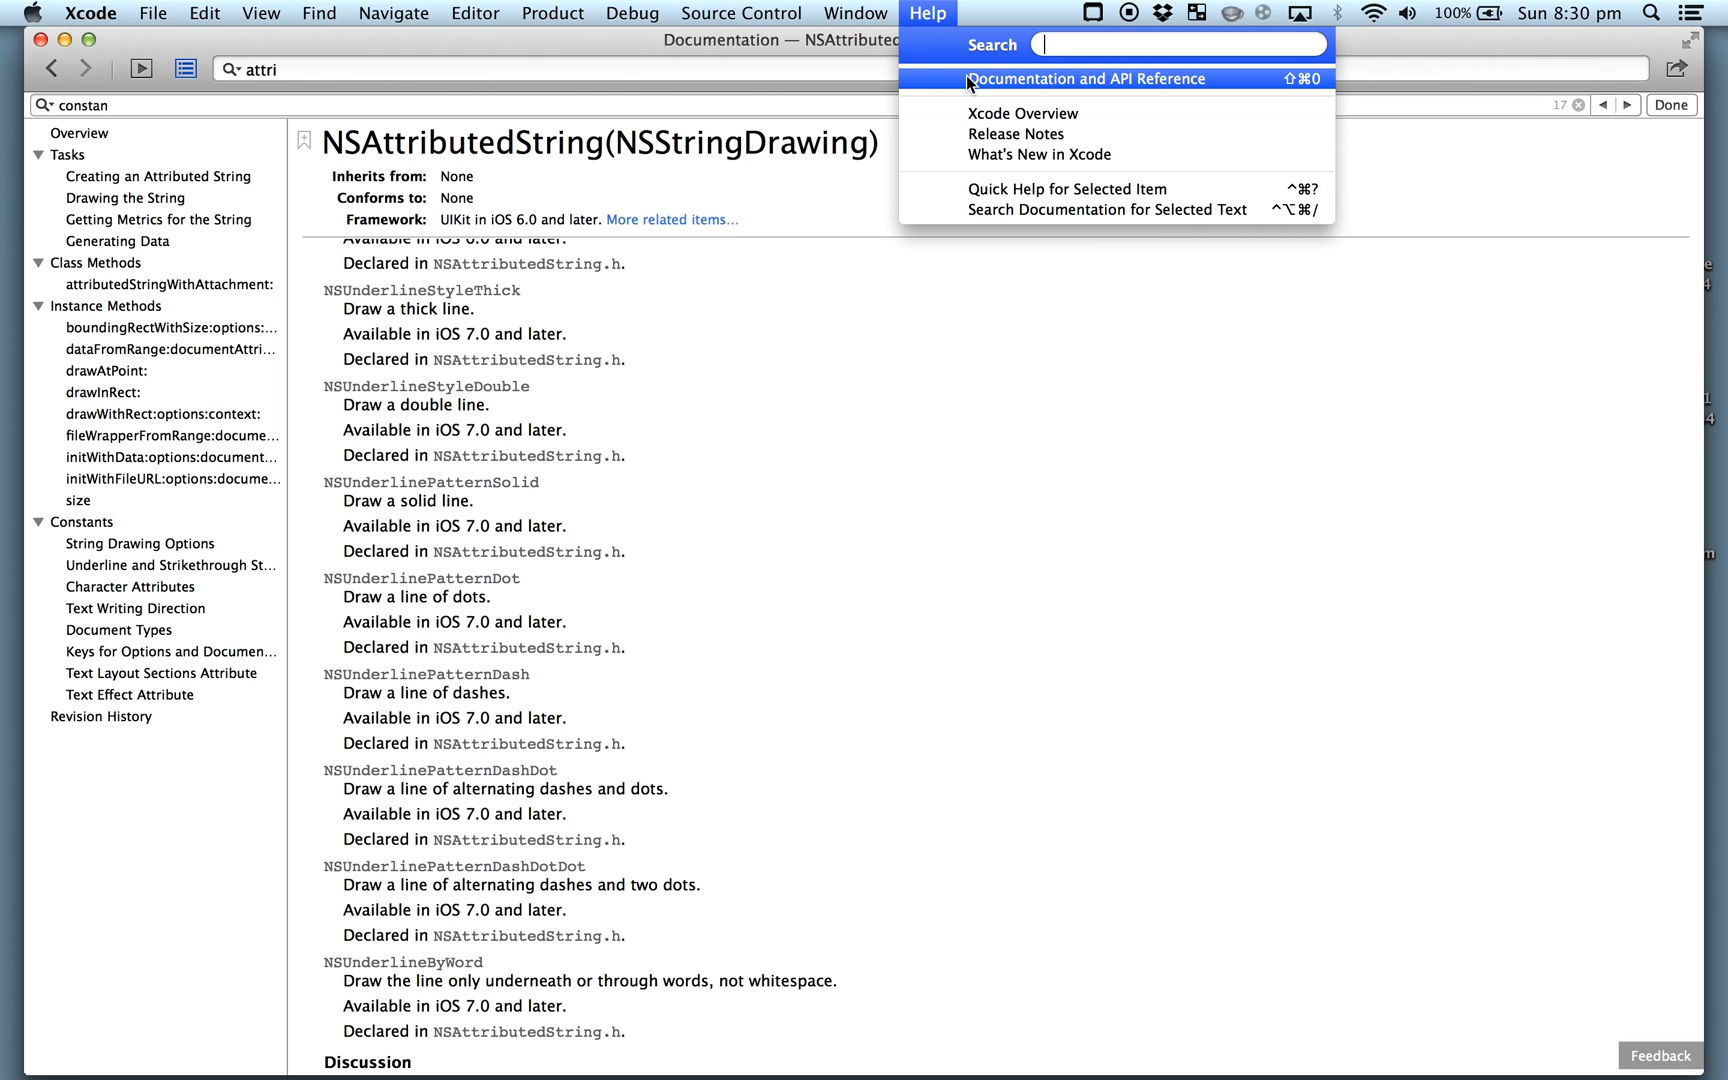 Xcode File Edit View Find Navigate Editor Product Debug Source Control Window Help 100% Sun 8:30 pm
Documentation — NSAttributed
attri
constan 17 Done
Search
Documentation and API Reference ⇧⌘0
Xcode Overview
Release Notes
What's New in Xcode
Quick Help for Selected Item ^⌘?
Search Documentation for Selected Text ^⌥⌘/
Overview
Tasks
Creating an Attributed String
Drawing the String
Getting Metrics for the String
Generating Data
Class Methods
attributedStringWithAttachment:
Instance Methods
boundingRectWithSize:options:...
dataFromRange:documentAttri...
drawAtPoint:
drawInRect:
drawWithRect:options:context:
fileWrapperFromRange:docume...
initWithData:options:document...
initWithFileURL:options:docume...
size
Constants
String Drawing Options
Underline and Strikethrough St...
Character Attributes
Text Writing Direction
Document Types
Keys for Options and Documen...
Text Layout Sections Attribute
Text Effect Attribute
Revision History
NSAttributedString(NSStringDrawing)
Inherits from: None
Conforms to: None
Framework: UIKit in iOS 6.0 and later. More related items...
Available in iOS 6.0 and later.
Declared in NSAttributedString.h.
NSUnderlineStyleThick
Draw a thick line.
Available in iOS 7.0 and later.
Declared in NSAttributedString.h.
NSUnderlineStyleDouble
Draw a double line.
Available in iOS 7.0 and later.
Declared in NSAttributedString.h.
NSUnderlinePatternSolid
Draw a solid line.
Available in iOS 7.0 and later.
Declared in NSAttributedString.h.
NSUnderlinePatternDot
Draw a line of dots.
Available in iOS 7.0 and later.
Declared in NSAttributedString.h.
NSUnderlinePatternDash
Draw a line of dashes.
Available in iOS 7.0 and later.
Declared in NSAttributedString.h.
NSUnderlinePatternDashDot
Draw a line of alternating dashes and dots.
Available in iOS 7.0 and later.
Declared in NSAttributedString.h.
NSUnderlinePatternDashDotDot
Draw a line of alternating dashes and two dots.
Available in iOS 7.0 and later.
Declared in NSAttributedString.h.
NSUnderlineByWord
Draw the line only underneath or through words, not whitespace.
Available in iOS 7.0 and later.
Declared in NSAttributedString.h.
Discussion
Feedback